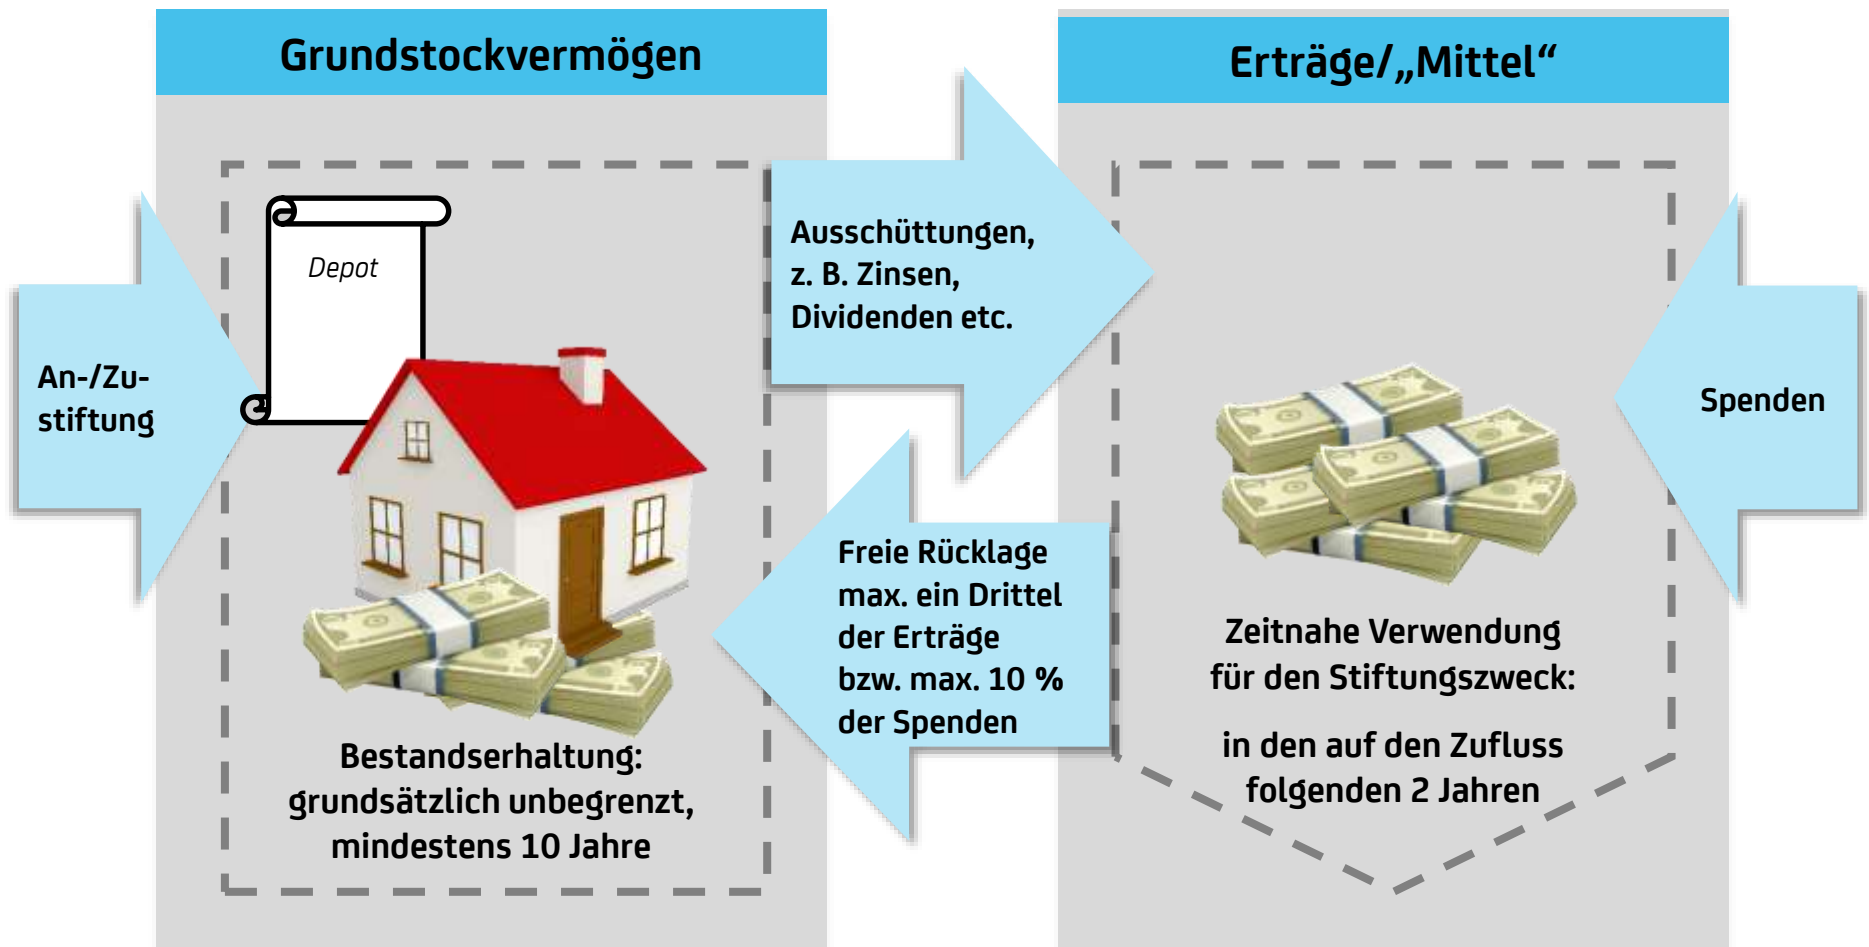 Grundstockvermögen
Erträge/„Mittel“
Depot
An-/Zu-
stiftung
Ausschüttungen,
z. B. Zinsen,
Dividenden etc.
Spenden
Freie Rücklage
max. ein Drittel
der Erträge
bzw. max. 10 %
der Spenden
Bestandserhaltung:
grundsätzlich unbegrenzt,
mindestens 10 Jahre
Zeitnahe Verwendung
für den Stiftungszweck:
in den auf den Zufluss
folgenden 2 Jahren